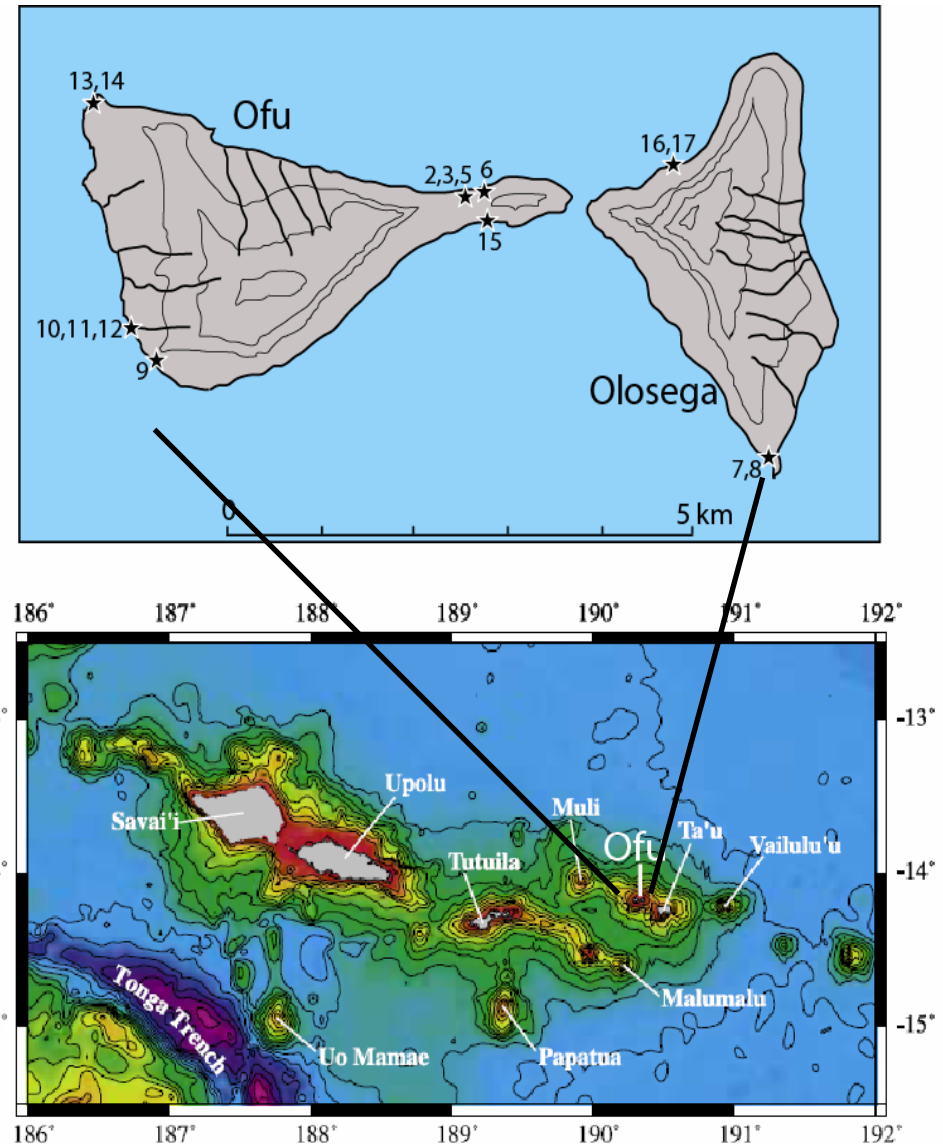 13,14
Ofu
16,17
2,3,5 6
15
10,11,12
9
Olosega
7,8
0 5 km
186˚ 187˚ 188˚ 189˚ 190˚ 191˚ 192˚
-13˚
Upolu
Muli
Savai'i
Ofu
Ta'u
Vailulu'u
Tutuila
-14˚
Tonga Trench
Malumalu
-15˚
Uo Mamae
Papatua
186˚ 187˚ 188˚ 189˚ 190˚ 191˚ 192˚